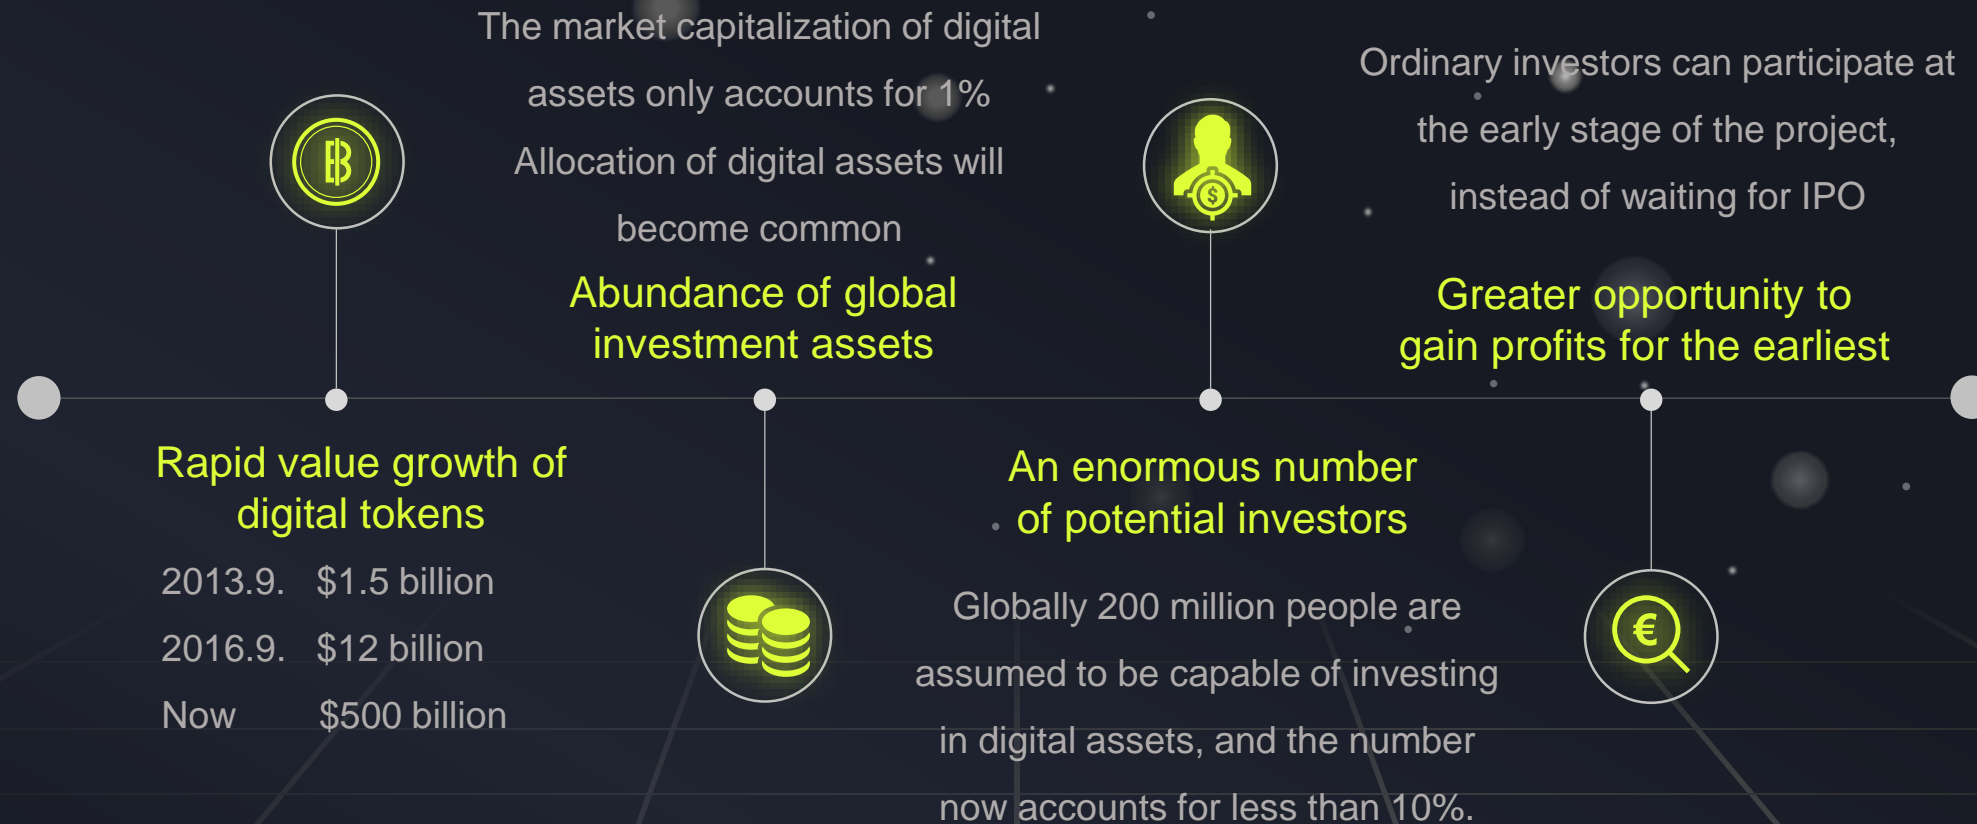 The market capitalization of digital
assets only accounts for 1%
Allocation of digital assets will
become common
Abundance of global
investment assets
Ordinary investors can participate at
the early stage of the project,
instead of waiting for IPO
Greater opportunity to
gain profits for the earliest
Rapid value growth of
digital tokens
2013.9. $1.5 billion
2016.9. $12 billion
Now $500 billion
An enormous number
of potential investors
Globally 200 million people are
assumed to be capable of investing
in digital assets, and the number
now accounts for less than 10%.